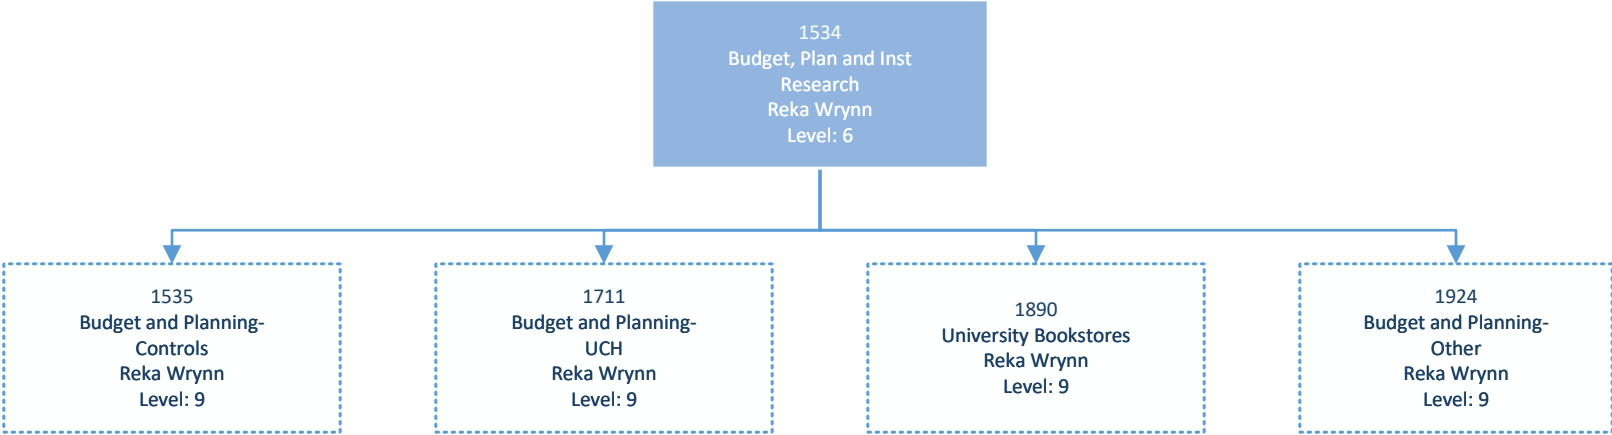 1534
Budget, Plan and Inst
Research
Reka Wrynn
Level: 6
1535
Budget and Planning-
Controls
Reka Wrynn
Level: 9
1711
Budget and Planning-
UCH
Reka Wrynn
Level: 9
1890
University Bookstores
Reka Wrynn
Level: 9
1924
Budget and Planning-
Other
Reka Wrynn
Level: 9